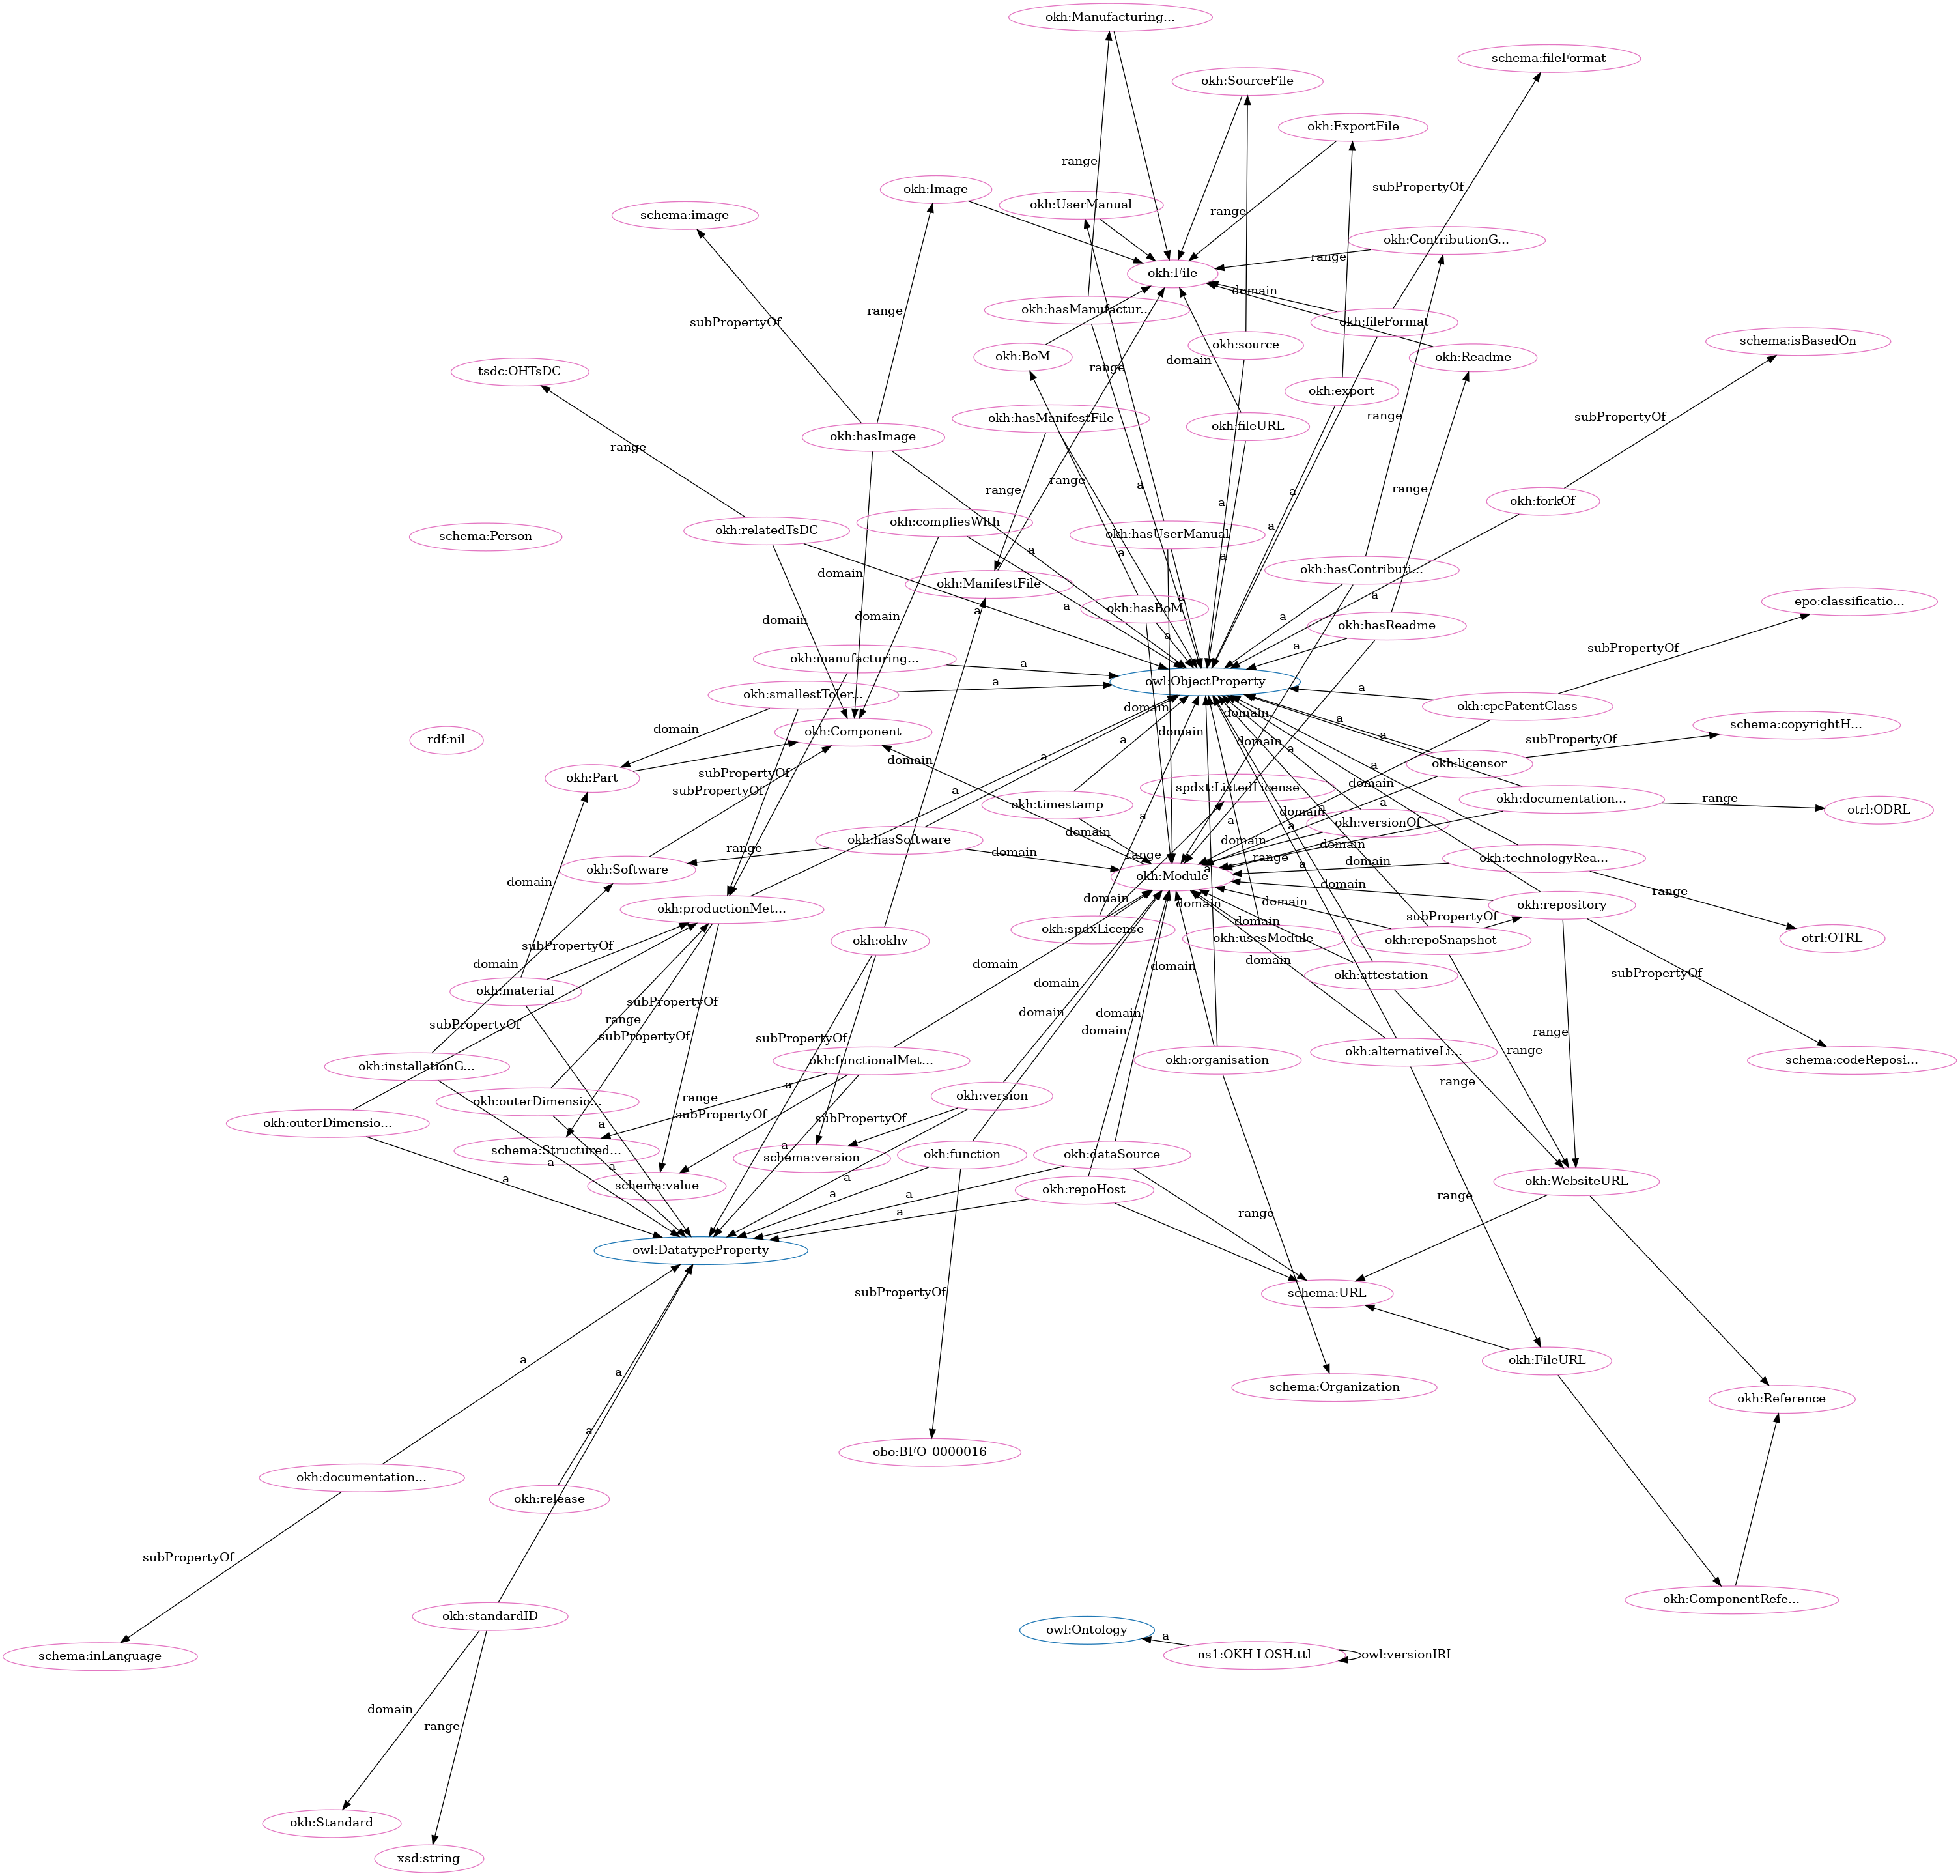 okh:Manufacturing...
schema:fileFormat
okh:SourceFile
okh:ExportFile
range
okh:Image
subPropertyOf
okh:UserManual
schema:image
range
okh:ContributionG...
range
okh:File
domain
okh:hasManufactur...
range
subPropertyOf
okh:fileFormat
schema:isBasedOn
okh:source
okh:BoM
okh:Readme
domain
range
tsdc:OHTsDC
okh:export
range
subPropertyOf
okh:hasManifestFile
okh:fileURL
okh:hasImage
range
range
range
a
a
range
okh:forkOf
a
okh:compliesWith
a
okh:relatedTsDC
okh:hasUserManual
schema:Person
a
a
a
domain
okh:hasContributi...
okh:ManifestFile
a
a
epo:classificatio...
a
okh:hasBoM
a
a
domain
domain
okh:hasReadme
a
a
subPropertyOf
okh:manufacturing...
a
owl:ObjectProperty
a
a
okh:smallestToler...
domain
okh:cpcPatentClass
domain
a
schema:copyrightH...
domain
domain
okh:Component
a
a
rdf:nil
a
domain
subPropertyOf
a
domain
okh:licensor
a
subPropertyOf
okh:Part
domain
spdxt:ListedLicense
subPropertyOf
a
okh:documentation...
range
okh:timestamp
a
a
otrl:ODRL
domain
a
a
okh:versionOf
a
domain
okh:hasSoftware
domain
domain
range
domain
range
range
okh:technologyRea...
domain
a
a
okh:Software
okh:Module
domain
domain
range
domain
domain
domain
okh:repository
okh:productionMet...
subPropertyOf
domain
okh:spdxLicense
okh:usesModule
okh:repoSnapshot
otrl:OTRL
okh:okhv
subPropertyOf
domain
domain
domain
domain
okh:attestation
subPropertyOf
domain
okh:material
subPropertyOf
domain
domain
range
subPropertyOf
domain
range
subPropertyOf
subPropertyOf
range
okh:functionalMet...
okh:organisation
okh:alternativeLi...
schema:codeReposi...
okh:installationG...
a
range
range
okh:version
okh:outerDimensio...
subPropertyOf
subPropertyOf
okh:outerDimensio...
a
a
schema:Structured...
schema:version
okh:function
okh:dataSource
a
a
a
a
okh:WebsiteURL
schema:value
okh:repoHost
a
a
range
a
range
owl:DatatypeProperty
subPropertyOf
schema:URL
a
okh:FileURL
a
schema:Organization
okh:Reference
a
obo:BFO_0000016
okh:documentation...
okh:release
subPropertyOf
okh:ComponentRefe...
okh:standardID
owl:Ontology
a
schema:inLanguage
ns1:OKH-LOSH.ttl
owl:versionIRI
domain
range
okh:Standard
xsd:string